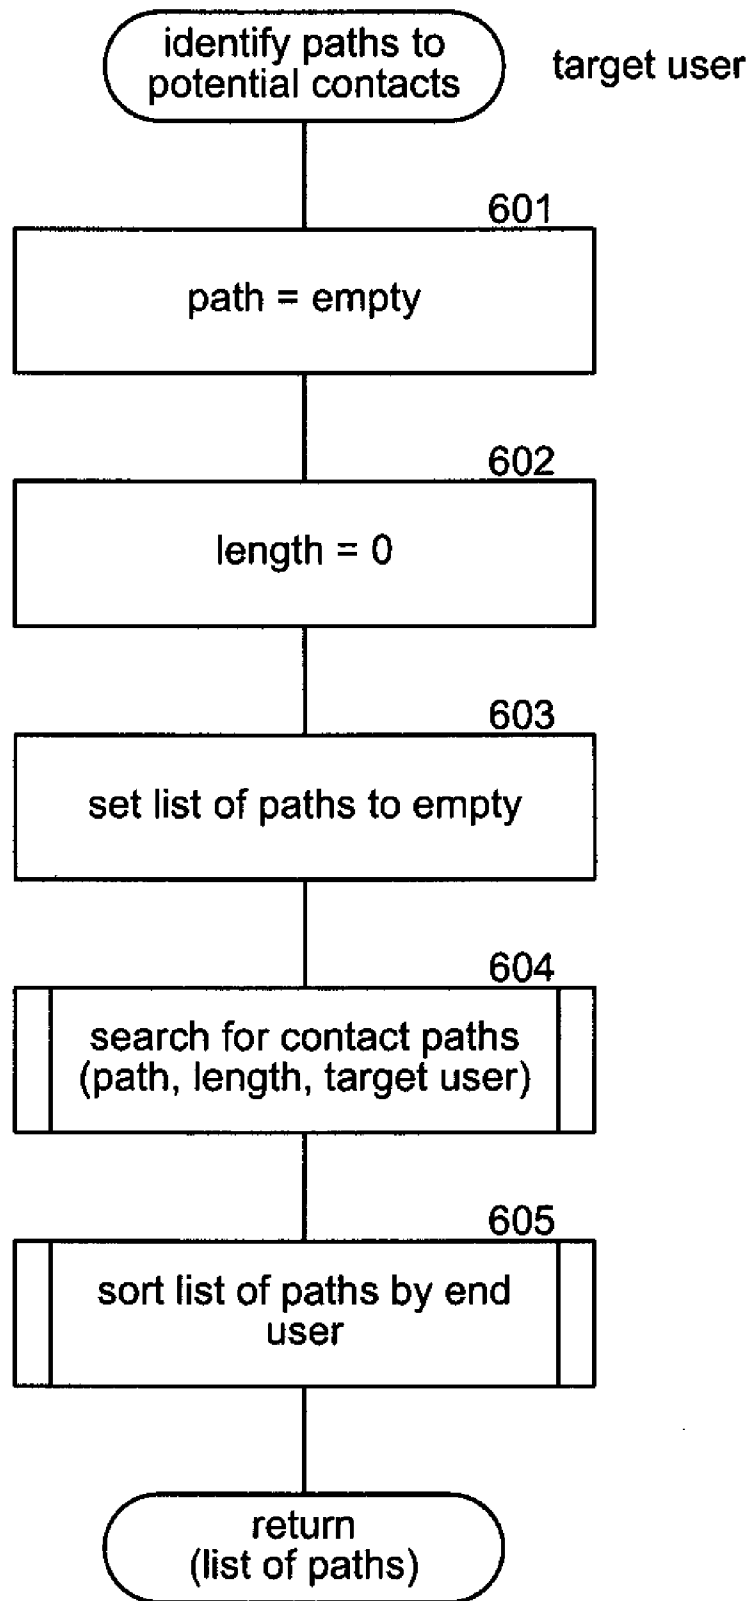 identify paths to
potential contacts
target user
601
path = empty
602
length = 0
603
set list of paths to empty
604
search for contact paths
(path, length, target user)
605
sort list of paths by end
user
return
(list of paths)